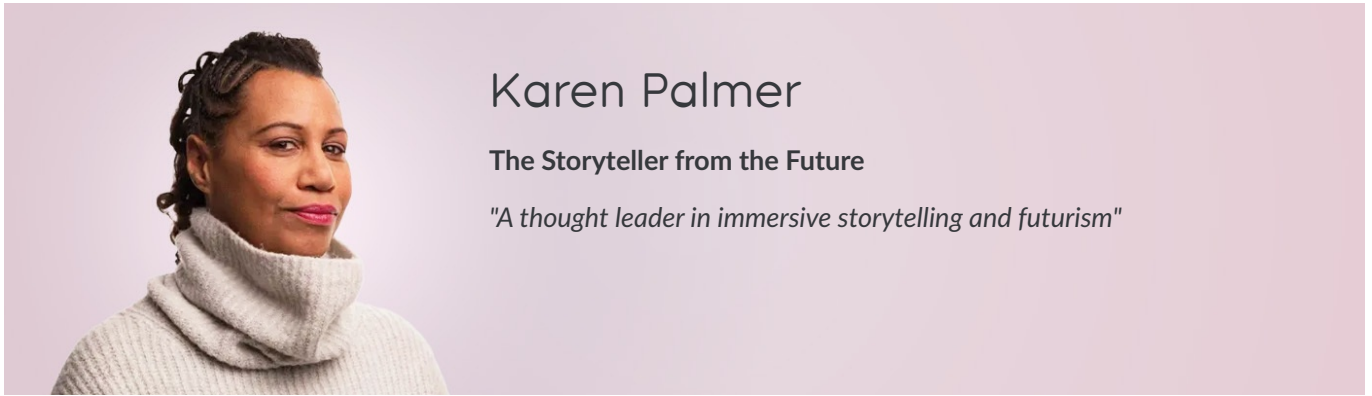 Karen Palmer
The Storyteller from the Future
"A thought leader in immersive storytelling and futurism"